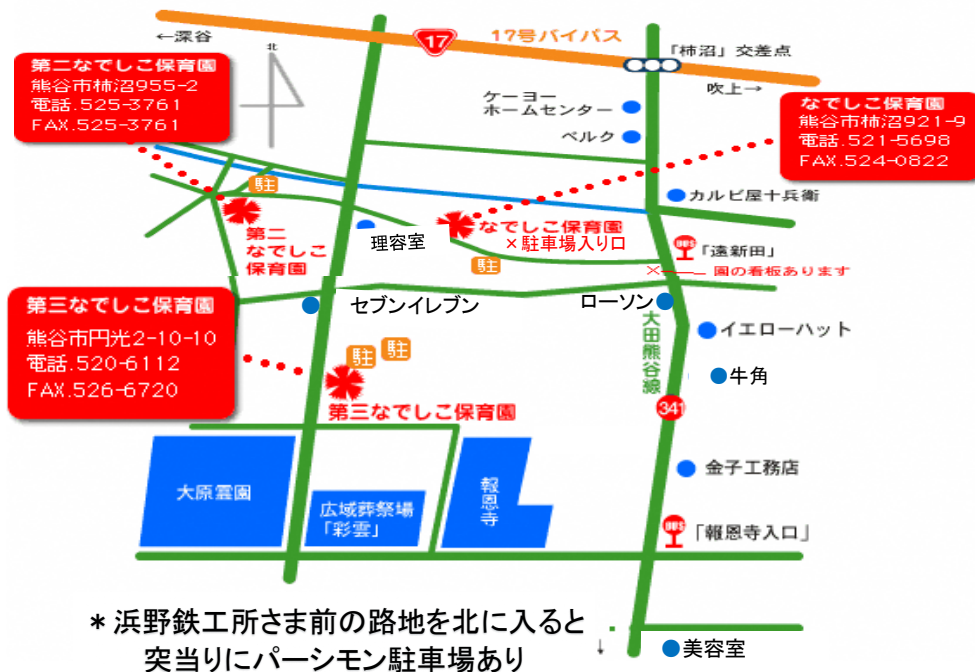 ←深谷
17
17号バイパス
「柿沼」交差点
吹上→
北
第二なでしこ保育園
熊谷市柿沼955-2
電話.525-3761
FAX.525-3761
ケーヨー
ホームセンター
ベルク
なでしこ保育園
熊谷市柿沼921-9
電話.521-5698
FAX.524-0822
駐
カルビ屋十兵衛
第二
なでしこ
保育園
理容室
なでしこ保育園
×駐車場入り口
駐
BUS
「遠新田」
×
園の看板あります
第三なでしこ保育園
熊谷市円光2-10-10
電話.520-6112
FAX.526-6720
セブンイレブン
ローソン
大田熊谷線
イエローハット
駐
駐
牛角
第三なでしこ保育園
341
大原霊園
広域葬祭場
「彩雲」
報恩寺
金子工務店
BUS
「報恩寺入口」
＊浜野鉄工所さま前の路地を北に入ると
突当りにパーシモン駐車場あり
↓
美容室